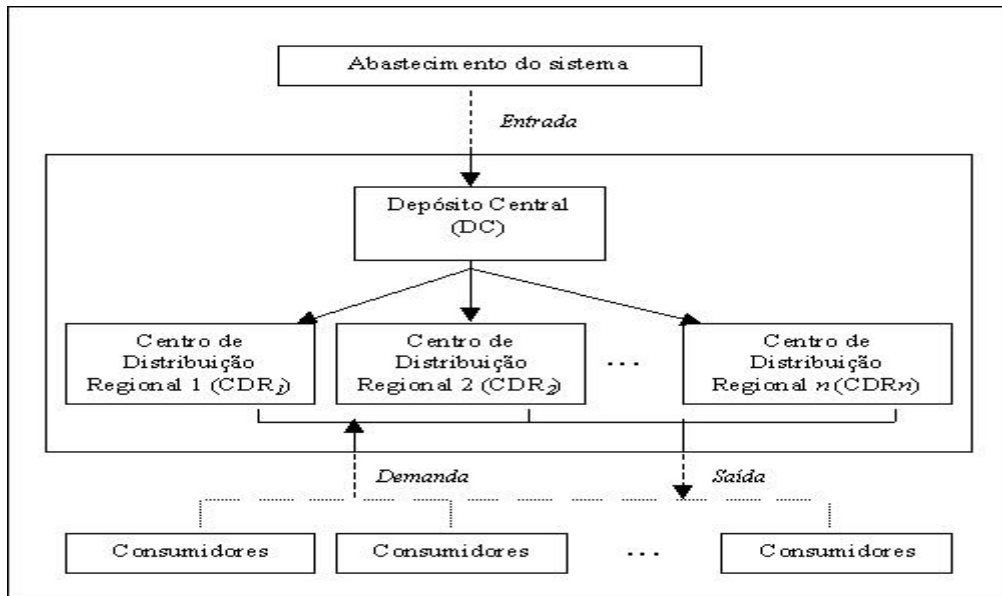 Abastecimento do sistema
Entrada
Depósito Central
(DC)
Centro de
Distribuição
Regional 1 (CDR1)
Centro de
Distribuição
Regional 2 (CDR2)
...
Centro de
Distribuição
Regional n (CDRn)
Demanda
Saída
Consumidores
Consumidores
...
Consumidores